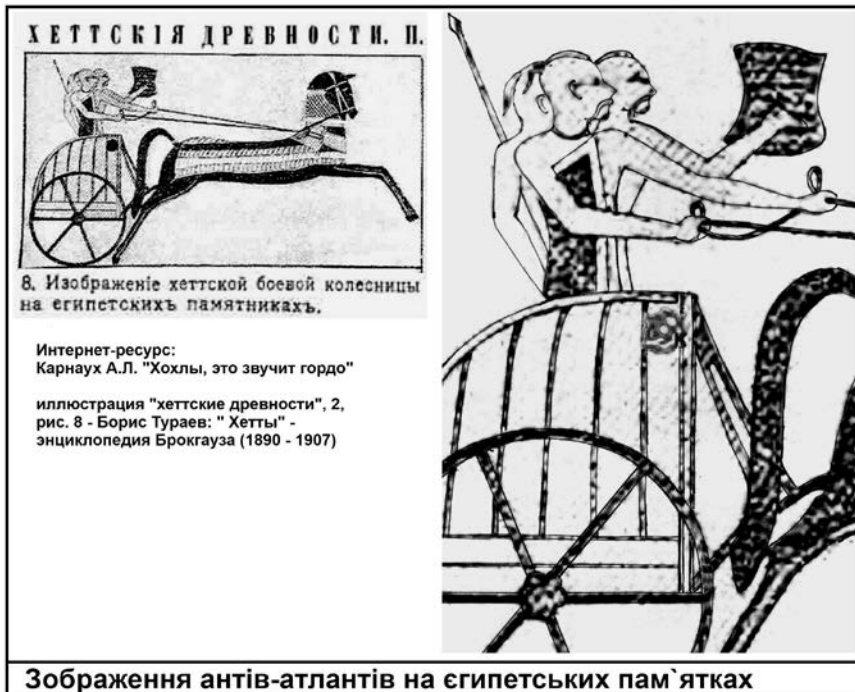 ХЕТТСКІЯ ДРЕВНОСТИ. II.
8. Изображеніе хеттской боевой колесницы
на египетскихъ памятникахъ.
Интернет-ресурс:
Карнаух А.Л. "Хохлы, это звучит гордо"
иллюстрация "хеттские древности", 2,
рис. 8 - Борис Тураев: " Хетты" -
энциклопедия Брокгауза (1890 - 1907)
Зображення антів-атлантів на єгипетських пам`ятках